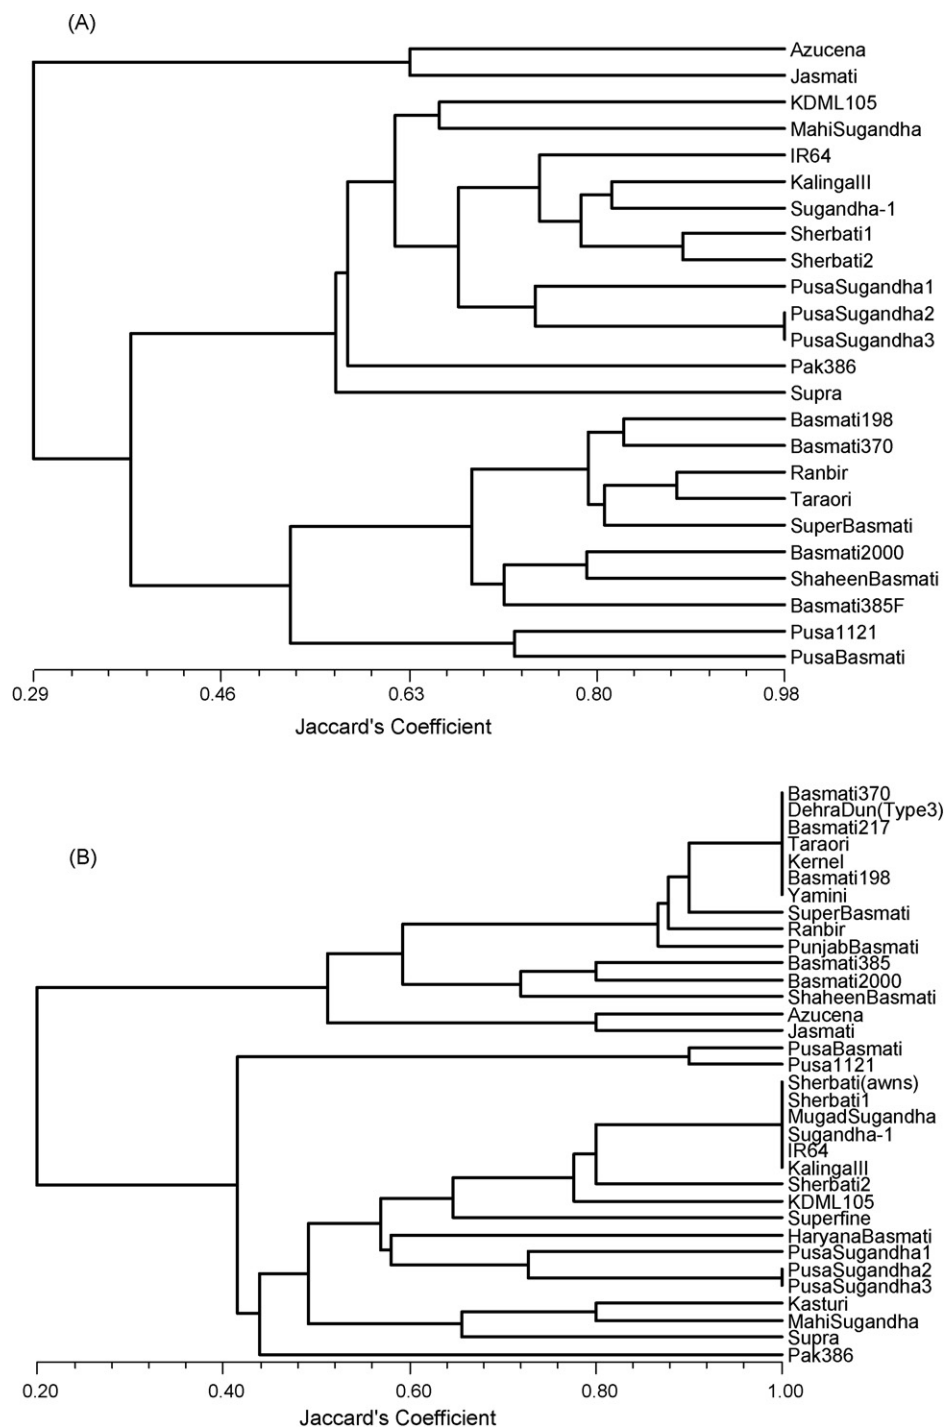 (A)
Azucena
Jasmati
KDML105
MahiSugandha
IR64
KalingaIII
Sugandha-1
Sherbati1
Sherbati2
PusaSugandha1
PusaSugandha2
PusaSugandha3
Pak386
Supra
Basmati198
Basmati370
Ranbir
Taraori
SuperBasmati
Basmati2000
ShaheenBasmati
Basmati385F
Pusa1121
PusaBasmati
0.29 0.46 0.63 0.80 0.98
Jaccard's Coefficient
(B)
Basmati370
DehraDun(Type3)
Basmati217
Taraori
Kernel
Basmati198
Yamini
SuperBasmati
Ranbir
PunjabBasmati
Basmati385
Basmati2000
ShaheenBasmati
Azucena
Jasmati
PusaBasmati
Pusa1121
Sherbati(awns)
Sherbati1
MugadSugandha
Sugandha-1
IR64
KalingaIII
Sherbati2
KDML105
Superfine
HaryanaBasmati
PusaSugandha1
PusaSugandha2
PusaSugandha3
Kasturi
MahiSugandha
Supra
Pak386
0.20 0.40 0.60 0.80 1.00
Jaccard's Coefficient